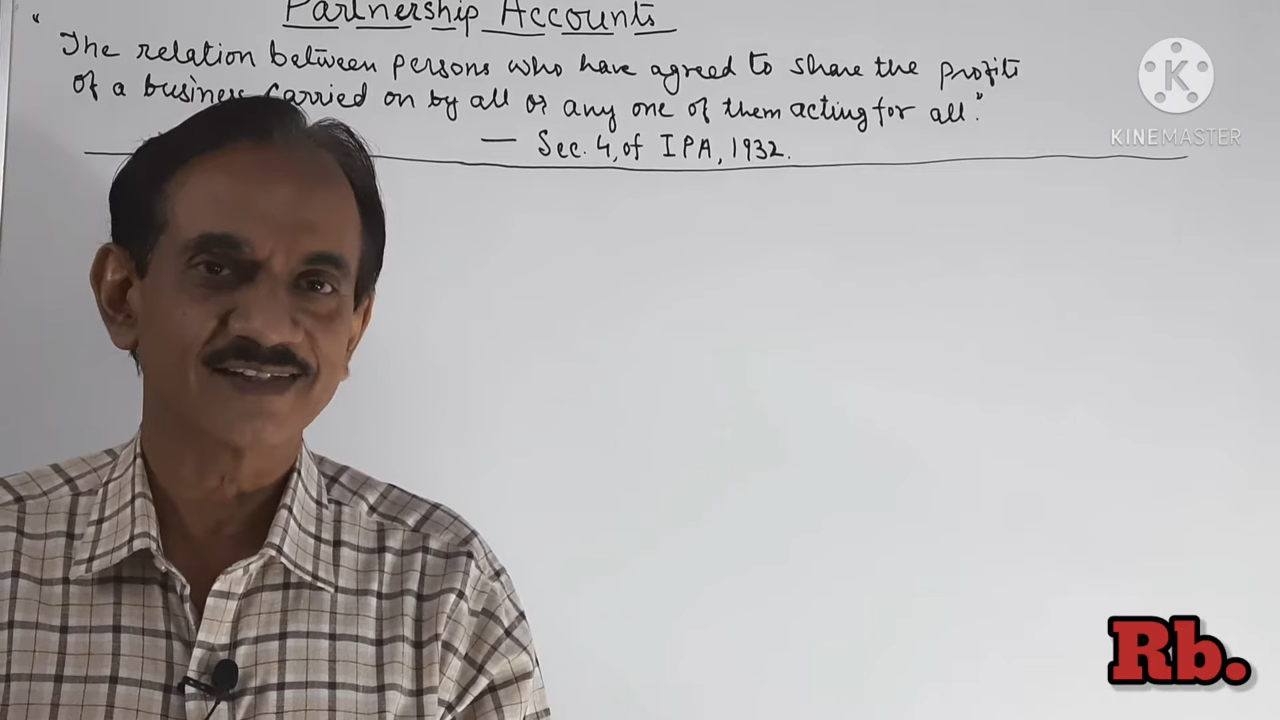 Partnership Accounts
"The relation between persons who have agreed to share the profits
of a business carried on by all or any one of them acting for all."
— Sec. 4, of IPA, 1932.
K
KINEMASTER
Rb.